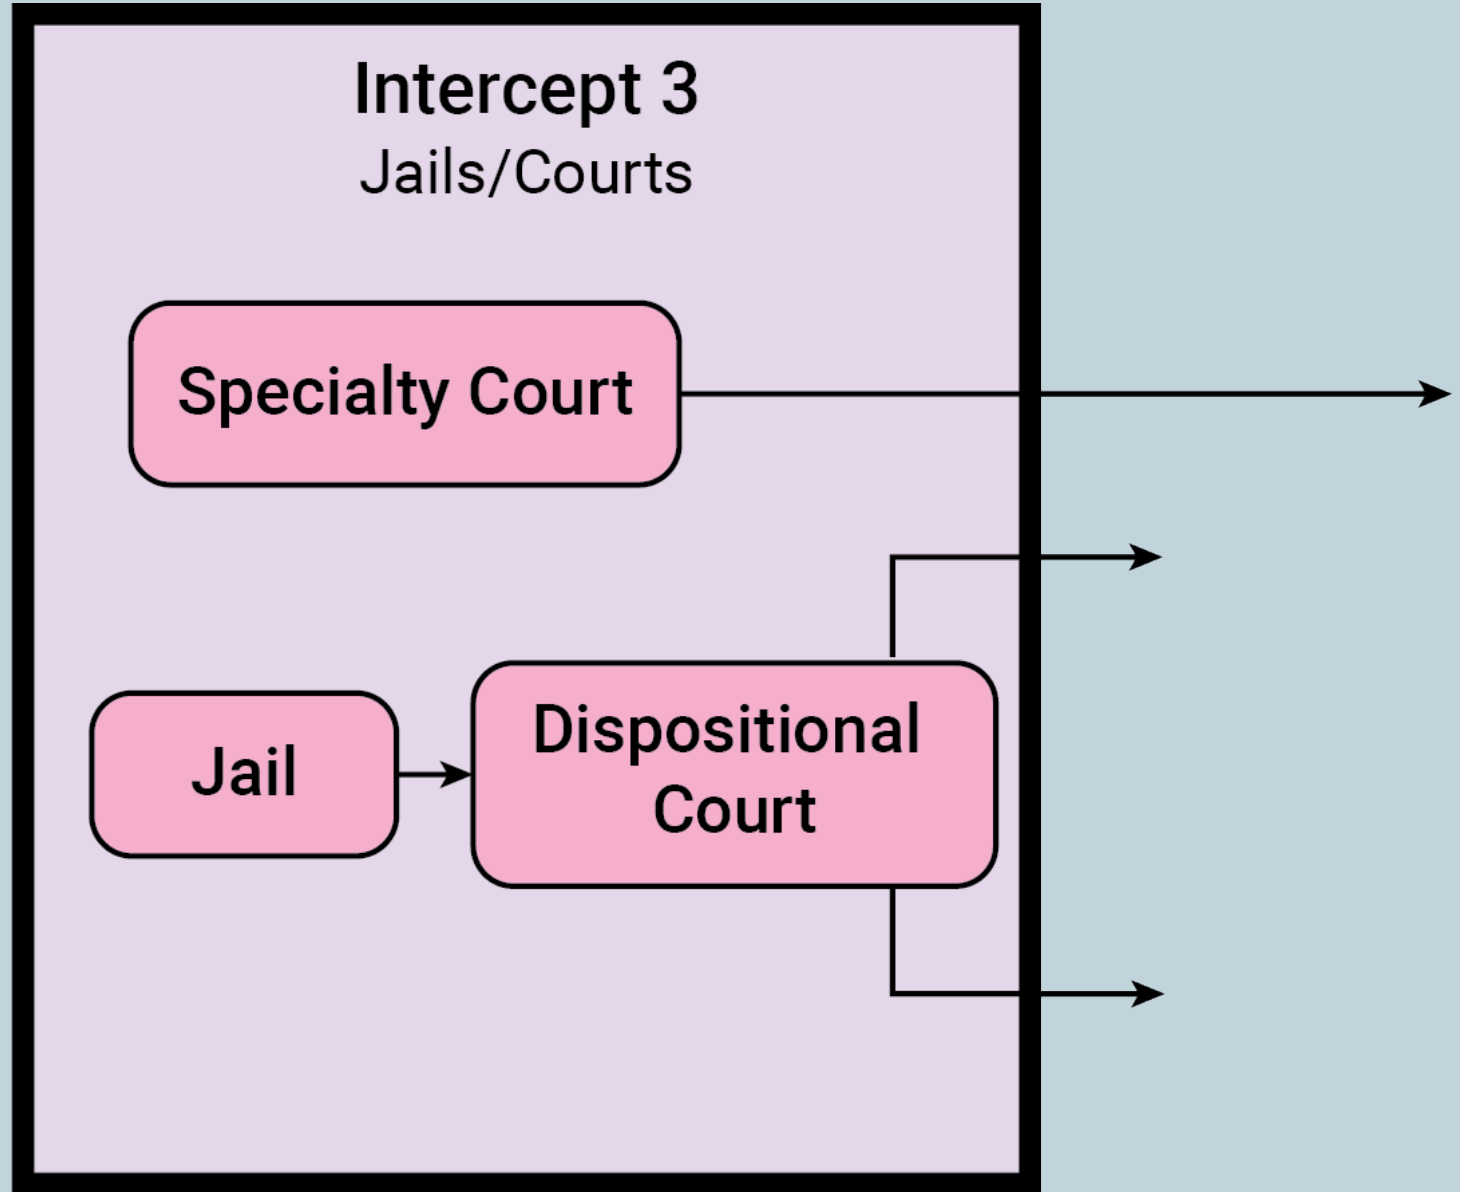 Intercept 3
Jails/Courts
Specialty Court
Jail
Dispositional
Court